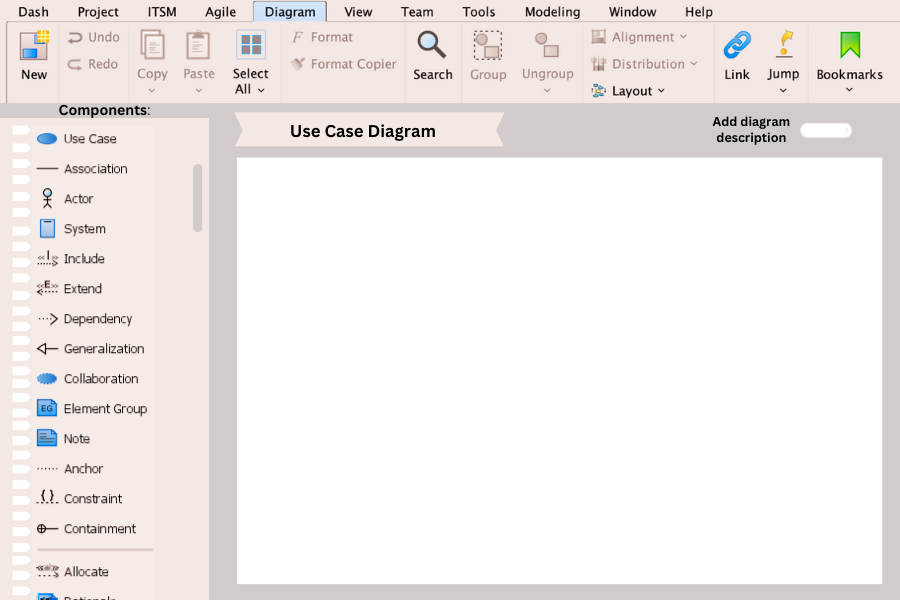 Dash Project ITSM Agile Diagram View Team Tools Modeling Window Help
Undo
Redo
F Format
Format Copier
Alignment
Distribution
Layout
New Copy Paste Select All Search Group Ungroup Link Jump Bookmarks
Components:
Use Case Diagram
Add diagram
description
Use Case
Association
Actor
System
Include
Extend
Dependency
Generalization
Collaboration
EG Element Group
Note
Anchor
Constraint
Containment
Allocate
Rationale